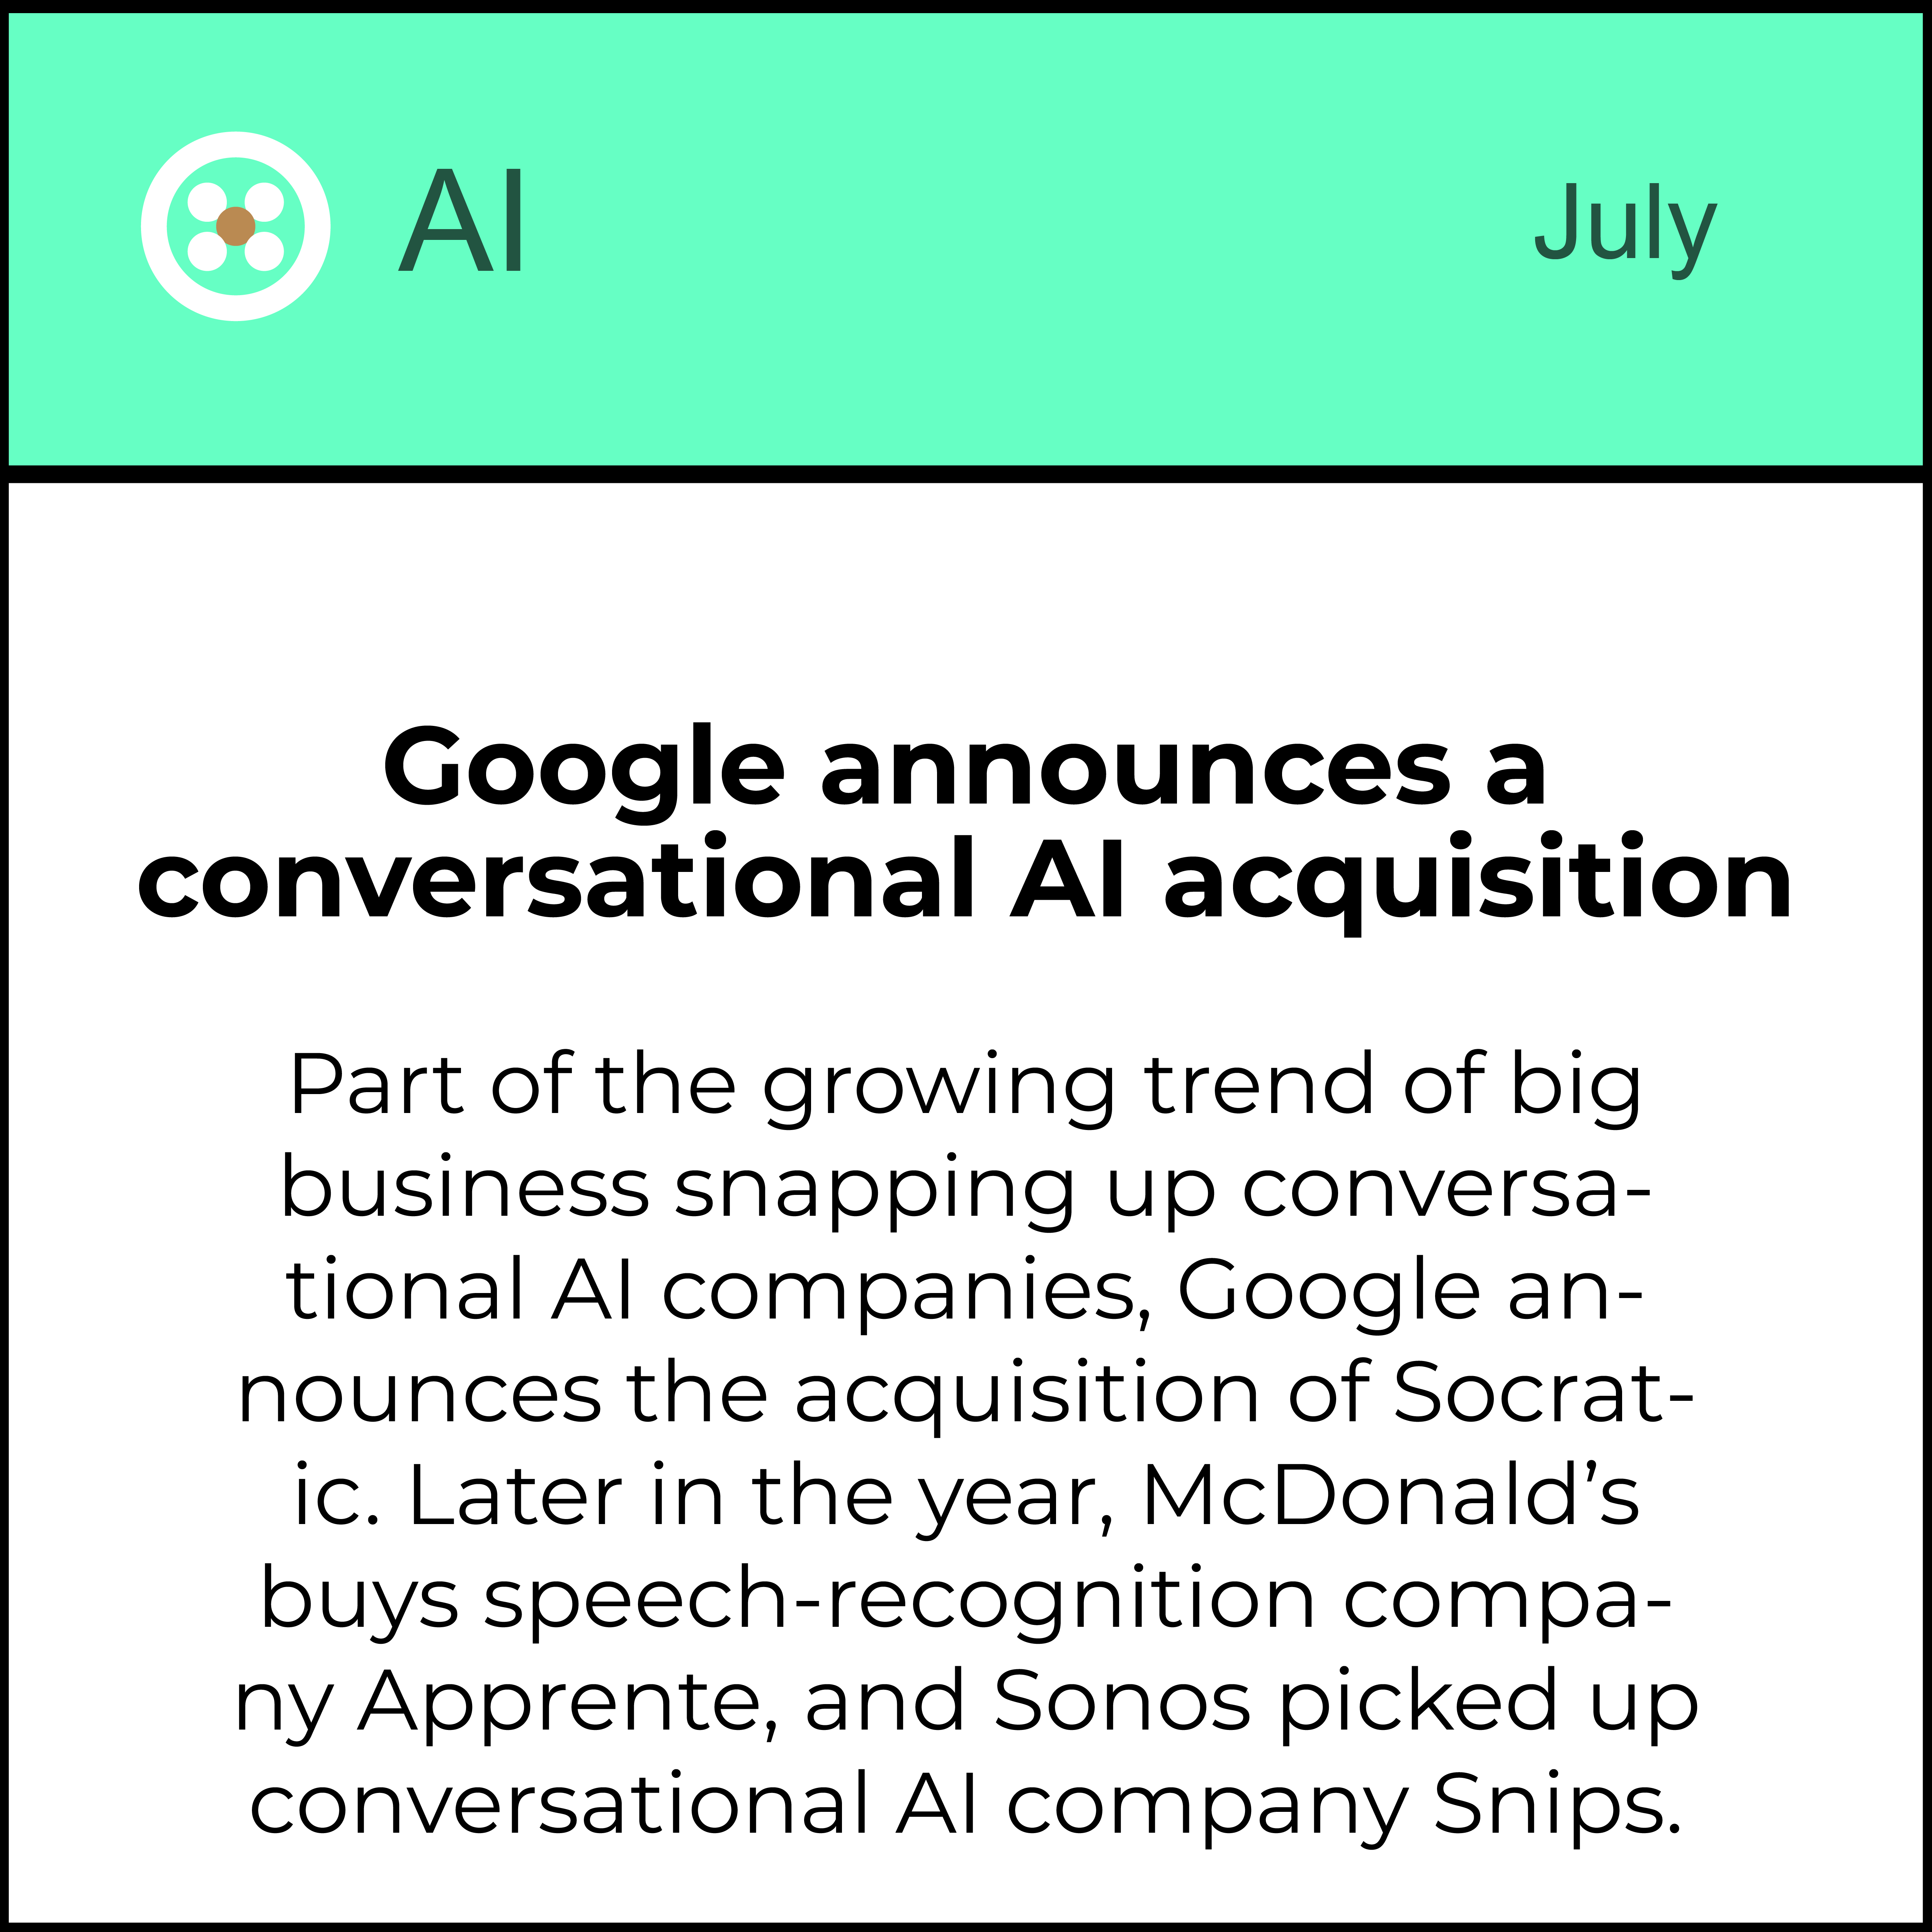 AI
July
Google announces a
conversational AI acquisition
Part of the growing trend of big
business snapping up conversa-
tional AI companies, Google an-
nounces the acquisition of Socrat-
ic. Later in the year, McDonald’s
buys speech-recognition compa-
ny Apprente, and Sonos picked up
conversational AI company Snips.